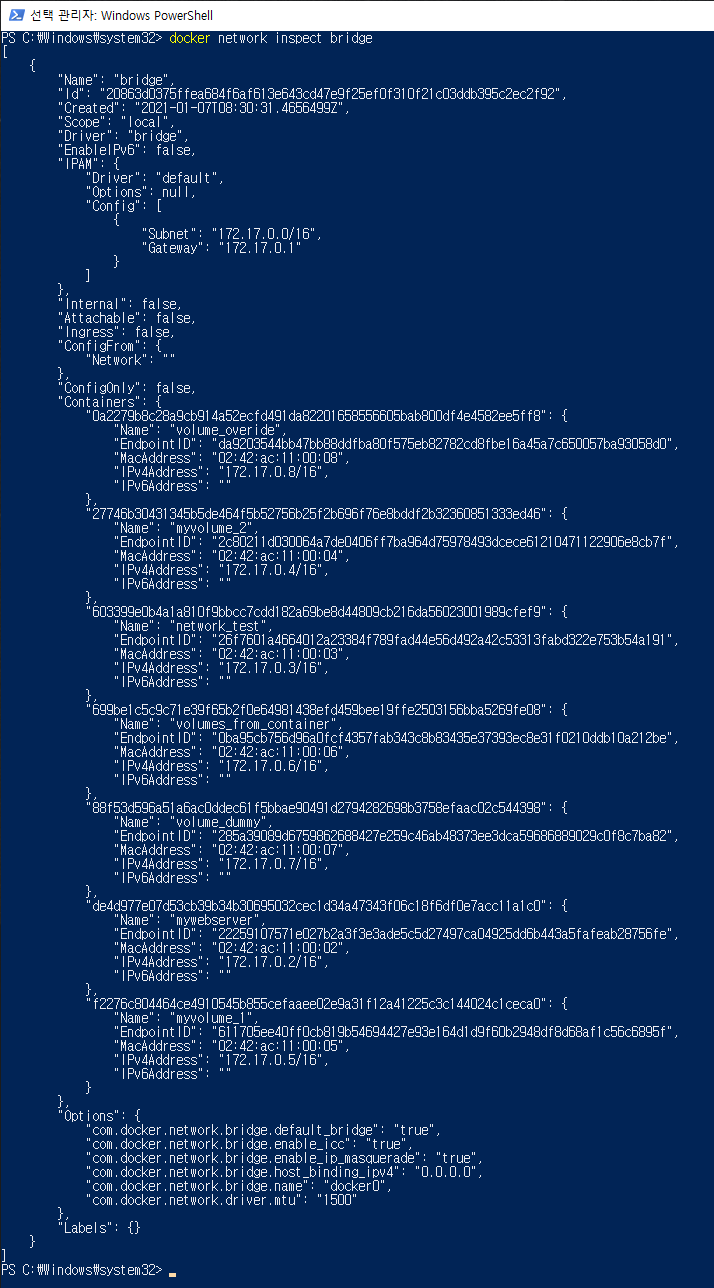 선택 관리자: Windows PowerShell
PS C:\Windows\system32> docker network inspect bridge
[
    {
        "Name": "bridge",
        "Id": "20863d0375ffea684f6af613e643cd47e9f25ef0f310f21c03ddb395c2ec2f92",
        "Created": "2021-01-07T08:30:31.4656499Z",
        "Scope": "local",
        "Driver": "bridge",
        "EnableIPv6": false,
        "IPAM": {
            "Driver": "default",
            "Options": null,
            "Config": [
                {
                    "Subnet": "172.17.0.0/16",
                    "Gateway": "172.17.0.1"
                }
            ]
        },
        "Internal": false,
        "Attachable": false,
        "Ingress": false,
        "ConfigFrom": {
            "Network": ""
        },
        "ConfigOnly": false,
        "Containers": {
            "0a2279b8c28a9cb914a52ecfd491da82201658556605bab800df4e4582ee5ff8": {
                "Name": "volume_overide",
                "EndpointID": "da9203544bb47bb88ddfba80f575eb82782cd8fbe16a45a7c650057ba93058d0",
                "MacAddress": "02:42:ac:11:00:08",
                "IPv4Address": "172.17.0.8/16",
                "IPv6Address": ""
            },
            "27746b30431345b5de464f5b52756b25f2b696f76e8bddf2b32360851333ed46": {
                "Name": "myvolume_2",
                "EndpointID": "2c80211d030064a7de0406ff7ba964d75978493dcece61210471122906e8cb7f",
                "MacAddress": "02:42:ac:11:00:04",
                "IPv4Address": "172.17.0.4/16",
                "IPv6Address": ""
            },
            "603399e0b4a1a810f9bbcc7cdd182a69be8d44809cb216da56023001989cfef9": {
                "Name": "network_test",
                "EndpointID": "26f7601a4664012a23384f789fad44e56d492a42c53313fabd322e753b54a191",
                "MacAddress": "02:42:ac:11:00:03",
                "IPv4Address": "172.17.0.3/16",
                "IPv6Address": ""
            },
            "699be1c5c9c71e39f65b2f0e64981438efd459bee19ffe2503156bba5269fe08": {
                "Name": "volumes_from_container",
                "EndpointID": "0ba95cb756d96a0fcf4357fab343c8b83435e37393ec8e31f0210ddb10a212be",
                "MacAddress": "02:42:ac:11:00:06",
                "IPv4Address": "172.17.0.6/16",
                "IPv6Address": ""
            },
            "88f53d596a51a6ac0ddec61f5bbae90491d2794282698b3758efaac02c544398": {
                "Name": "volume_dummy",
                "EndpointID": "285a39089d6759862688427e259c46ab48373ee3dca59686889029c0f8c7ba82",
                "MacAddress": "02:42:ac:11:00:07",
                "IPv4Address": "172.17.0.7/16",
                "IPv6Address": ""
            },
            "de4d977e07d53cb39b34b30695032cec1d34a47343f06c18f6df0e7acc11a1c0": {
                "Name": "mywebserver",
                "EndpointID": "22259107571e027b2a3f3e3ade5c5d27497ca04925dd6b443a5fafeab28756fe",
                "MacAddress": "02:42:ac:11:00:02",
                "IPv4Address": "172.17.0.2/16",
                "IPv6Address": ""
            },
            "f2276c804464ce4910545b855cefaaee02e9a31f12a41225c3c144024c1ceca0": {
                "Name": "myvolume_1",
                "EndpointID": "611705ee40ff0cb819b54694427e93e164d1d9f60b2948df8d68af1c56c6895f",
                "MacAddress": "02:42:ac:11:00:05",
                "IPv4Address": "172.17.0.5/16",
                "IPv6Address": ""
            }
        },
        "Options": {
            "com.docker.network.bridge.default_bridge": "true",
            "com.docker.network.bridge.enable_icc": "true",
            "com.docker.network.bridge.enable_ip_masquerade": "true",
            "com.docker.network.bridge.host_binding_ipv4": "0.0.0.0",
            "com.docker.network.bridge.name": "docker0",
            "com.docker.network.driver.mtu": "1500"
        },
        "Labels": {}
    }
]
PS C:\Windows\system32>